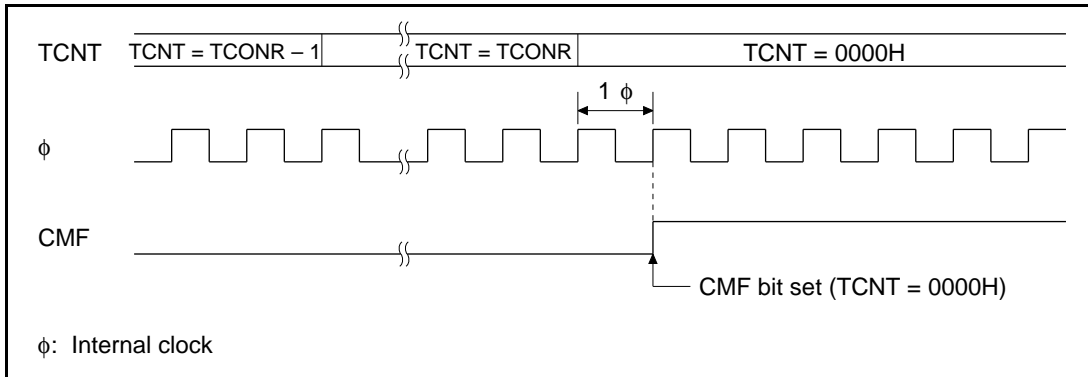 TCNT TCNT = TCONR – 1 TCNT = TCONR TCNT = 0000H
1 ϕ
ϕ
CMF
CMF bit set (TCNT = 0000H)
ϕ: Internal clock